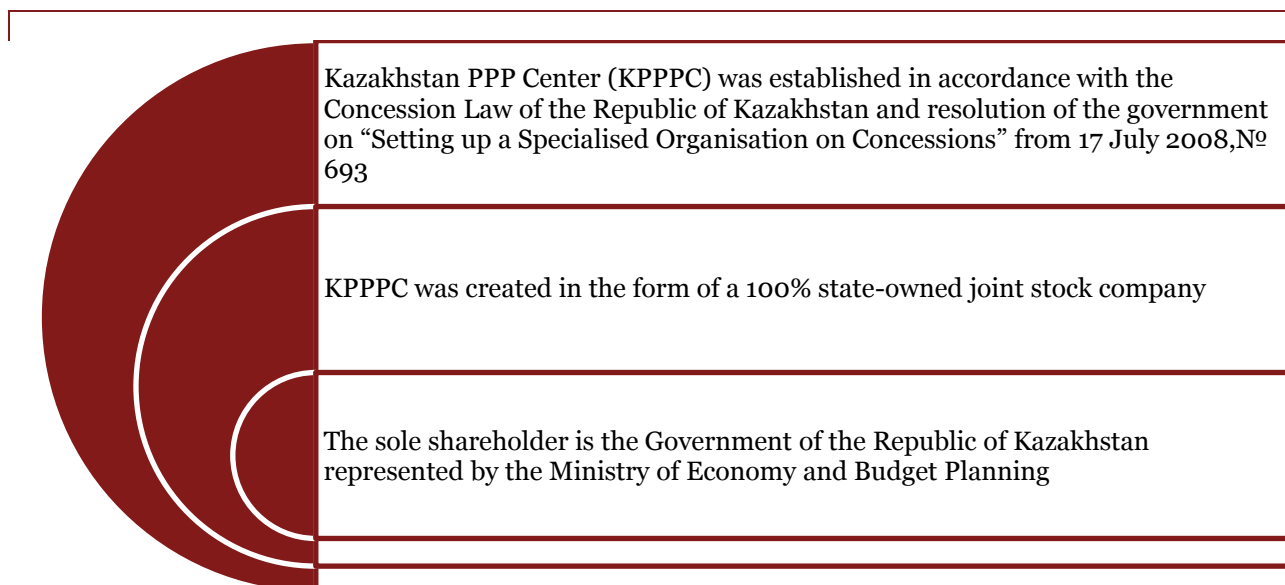 Kazakhstan PPP Center (KPPPC) was established in accordance with the
Concession Law of the Republic of Kazakhstan and resolution of the government
on “Setting up a Specialised Organisation on Concessions” from 17 July 2008,№
693
KPPPC was created in the form of a 100% state-owned joint stock company
The sole shareholder is the Government of the Republic of Kazakhstan
represented by the Ministry of Economy and Budget Planning